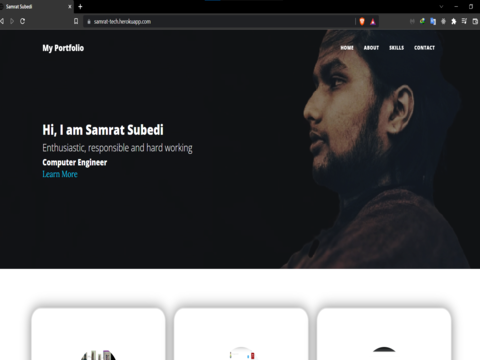 Samrat Subedi
samrat-tech.herokuapp.com
My Portfolio
HOME ABOUT SKILLS CONTACT
Hi, I am Samrat Subedi
Enthusiastic, responsible and hard working
Computer Engineer
Learn More